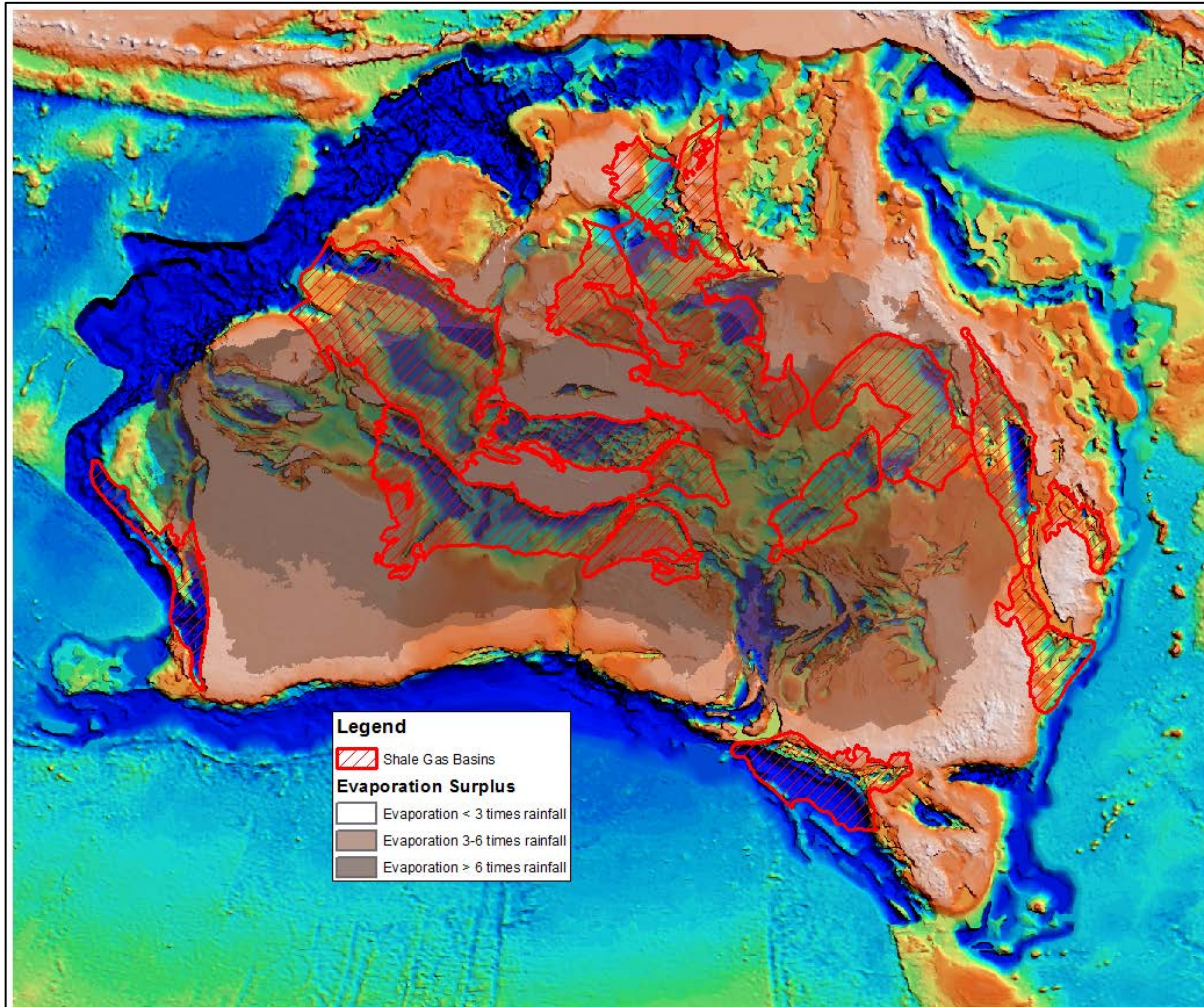 Legend
Shale Gas Basins
Evaporation Surplus
Evaporation < 3 times rainfall
Evaporation 3-6 times rainfall
Evaporation > 6 times rainfall